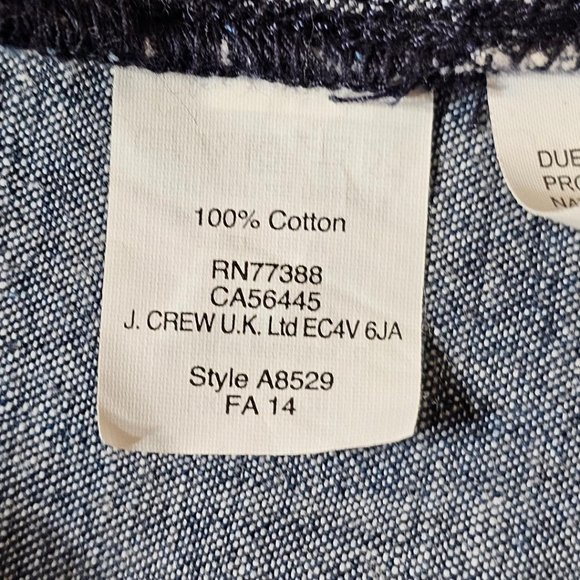 100% Cotton
RN77388
CA56445
J. CREW U.K. Ltd EC4V 6JA
Style A8529
FA 14
DUE
PRO
NA